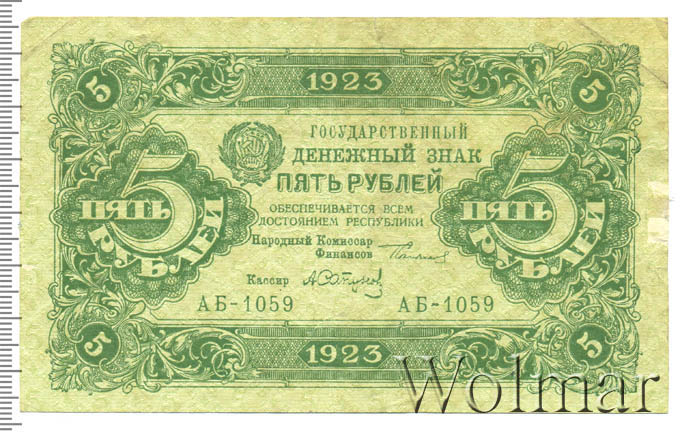 5 1923 5
ГОСУДАРСТВЕННЫЙ
ДЕНЕЖНЫЙ ЗНАК
ПЯТЬ РУБЛЕЙ
ОБЕСПЕЧИВАЕТСЯ ВСЕМ
ДОСТОЯНИЕМ РЕСПУБЛИКИ
5 ПЯТЬ РУБЛЕЙ
5 ПЯТЬ РУБЛЕЙ
Народный Комиссар
Финансов
Кассир А.Сапунов
АБ-1059 АБ-1059
5 1923 5
Wolmar